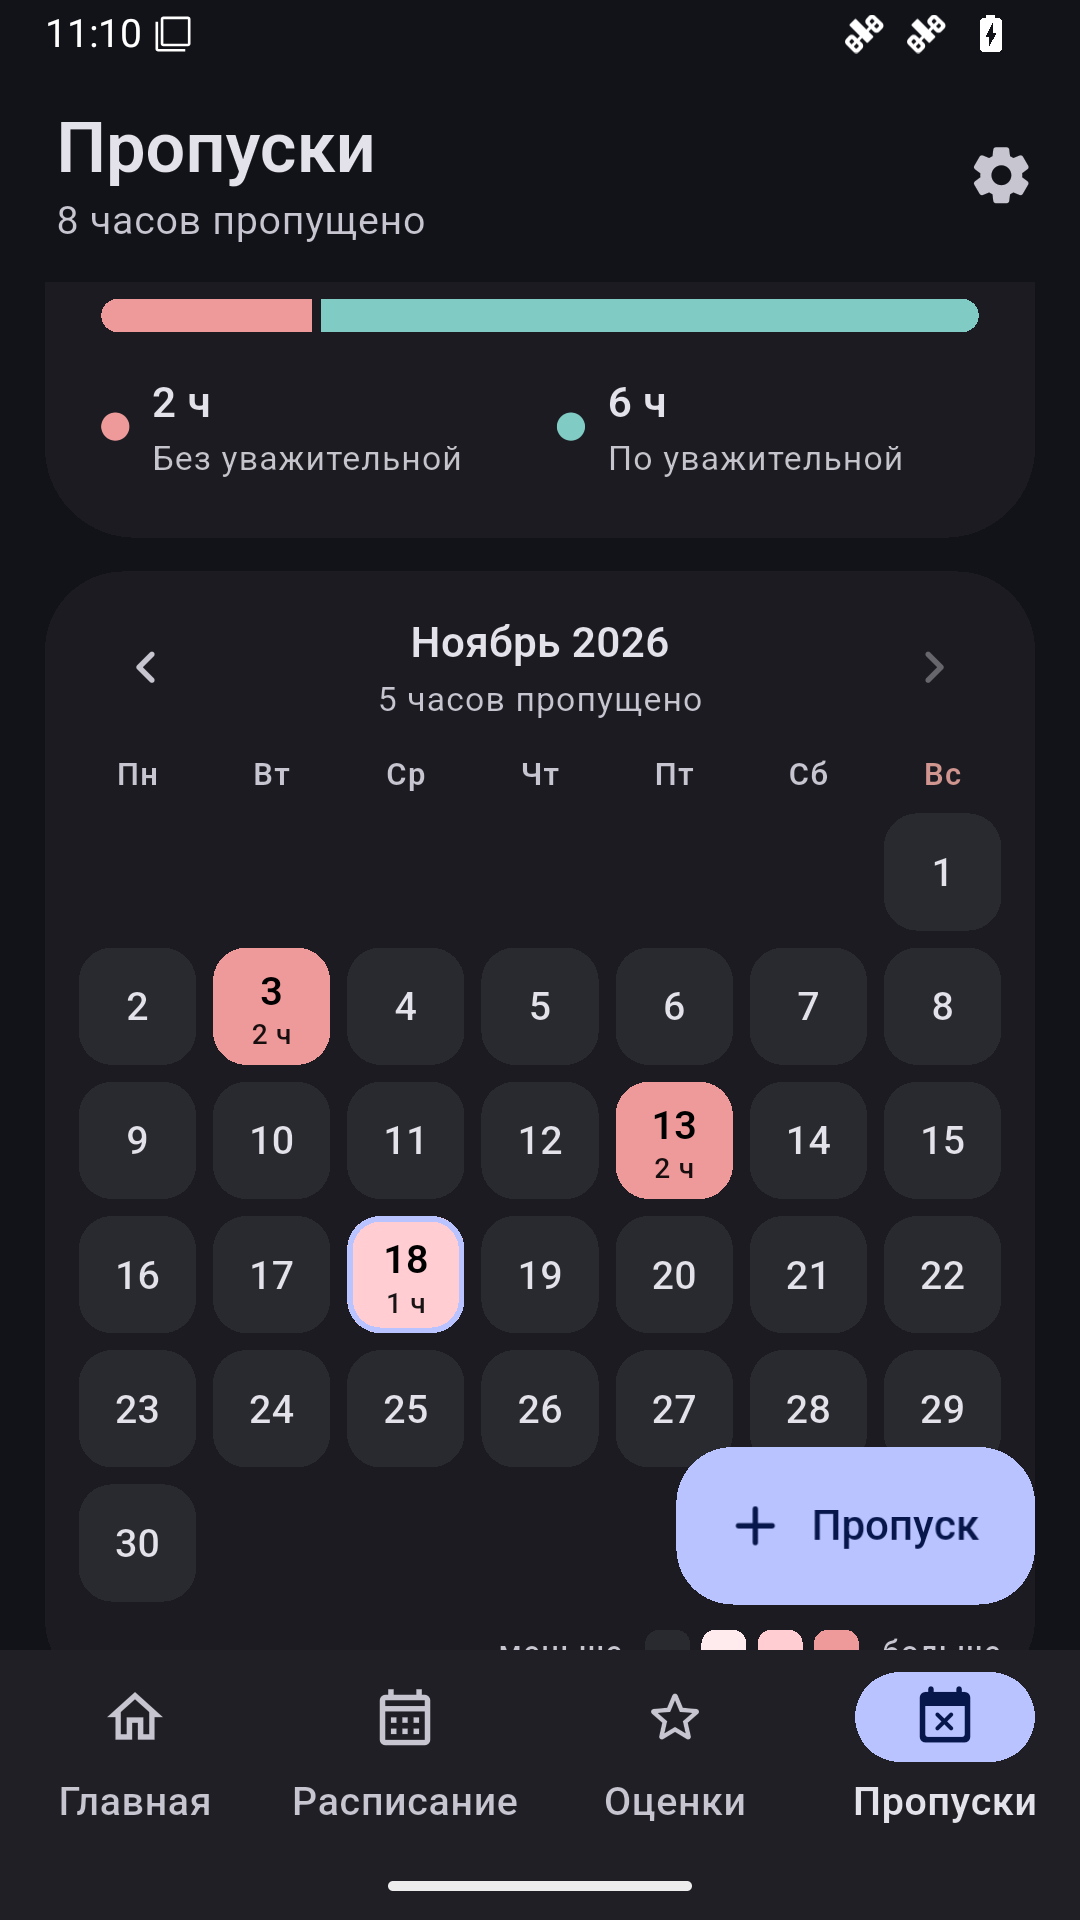 11:10
Пропуски
8 часов пропущено
2 ч
Без уважительной
6 ч
По уважительной
Ноябрь 2026
5 часов пропущено
Пн Вт Ср Чт Пт Сб Вс
1
2 3 4 5 6 7 8
2 ч
9 10 11 12 13 14 15
2 ч
16 17 18 19 20 21 22
1 ч
23 24 25 26 27 28 29
30
+ Пропуск
меньше больше
Главная Расписание Оценки Пропуски